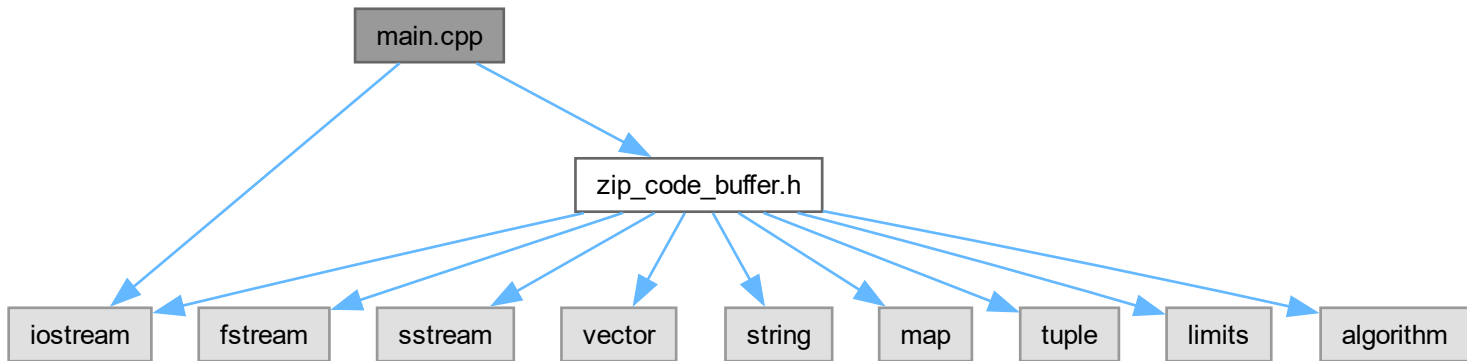 main.cpp
zip_code_buffer.h
iostream
fstream
sstream
vector
string
map
tuple
limits
algorithm